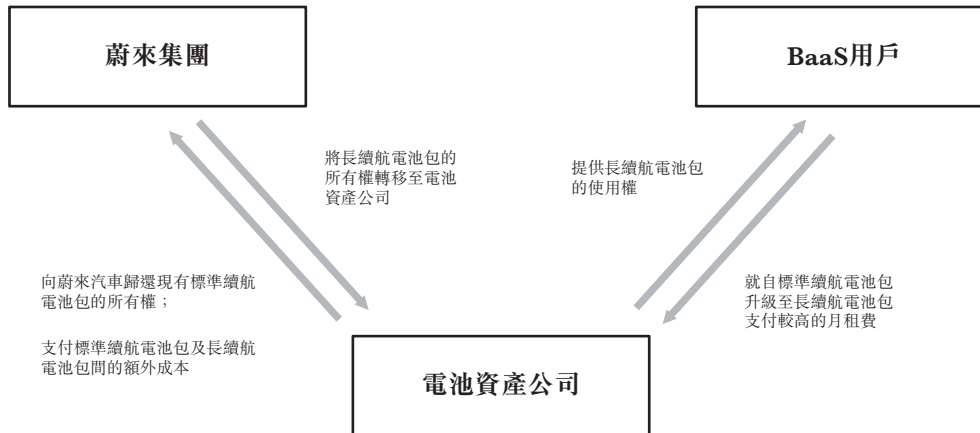 蔚來集團
BaaS用戶
將長續航電池包的
所有權轉移至電池
資產公司
提供長續航電池包
的使用權
向蔚來汽車歸還現有標準續航
電池包的所有權；
支付標準續航電池包及長續航
電池包間的額外成本
就自標準續航電池包
升級至長續航電池包
支付較高的月租費
電池資產公司